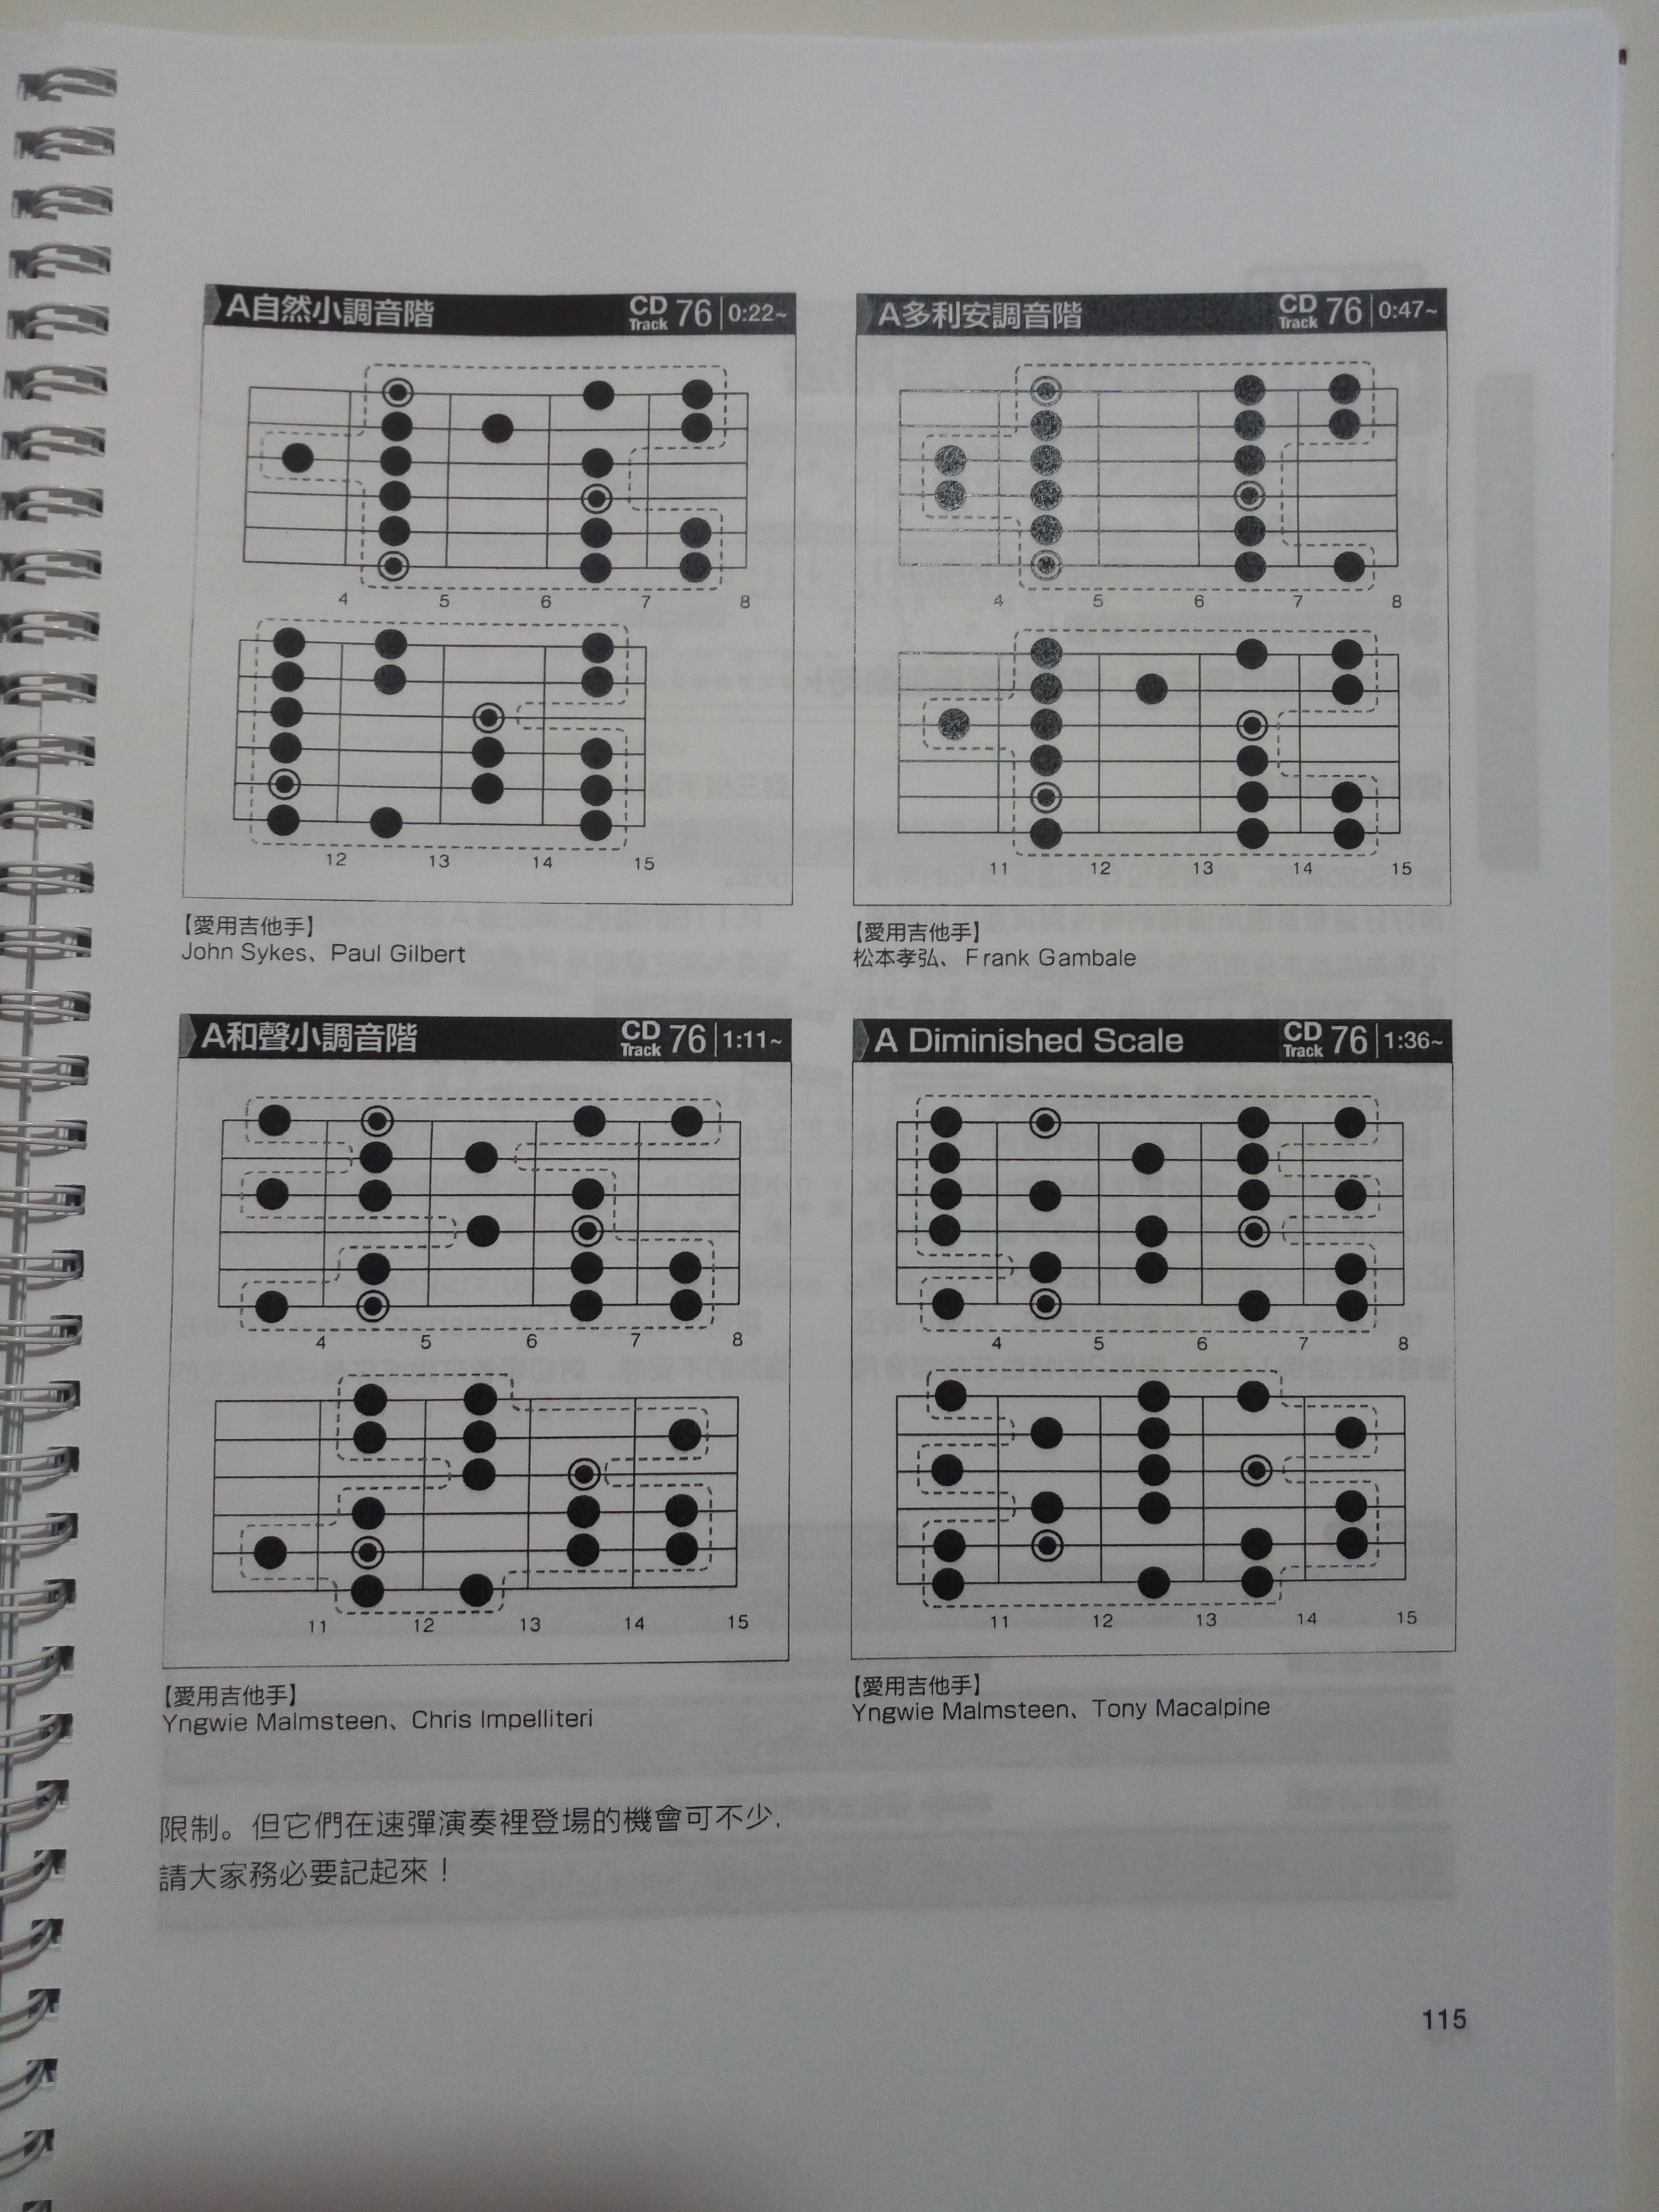 A自然小調音階 CD Track 76 0:22~
4 5 6 7 8
12 13 14 15
【愛用吉他手】
John Sykes、Paul Gilbert
A多利安調音階 CD Track 76 0:47~
4 5 6 7 8
11 12 13 14 15
【愛用吉他手】
松本孝弘、Frank Gambale
A和聲小調音階 CD Track 76 1:11~
4 5 6 7 8
11 12 13 14 15
【愛用吉他手】
Yngwie Malmsteen、Chris Impelliteri
A Diminished Scale CD Track 76 1:36~
4 5 6 7 8
11 12 13 14 15
【愛用吉他手】
Yngwie Malmsteen、Tony Macalpine
限制。但它們在速彈演奏裡登場的機會可不少,
請大家務必要記起來！
115